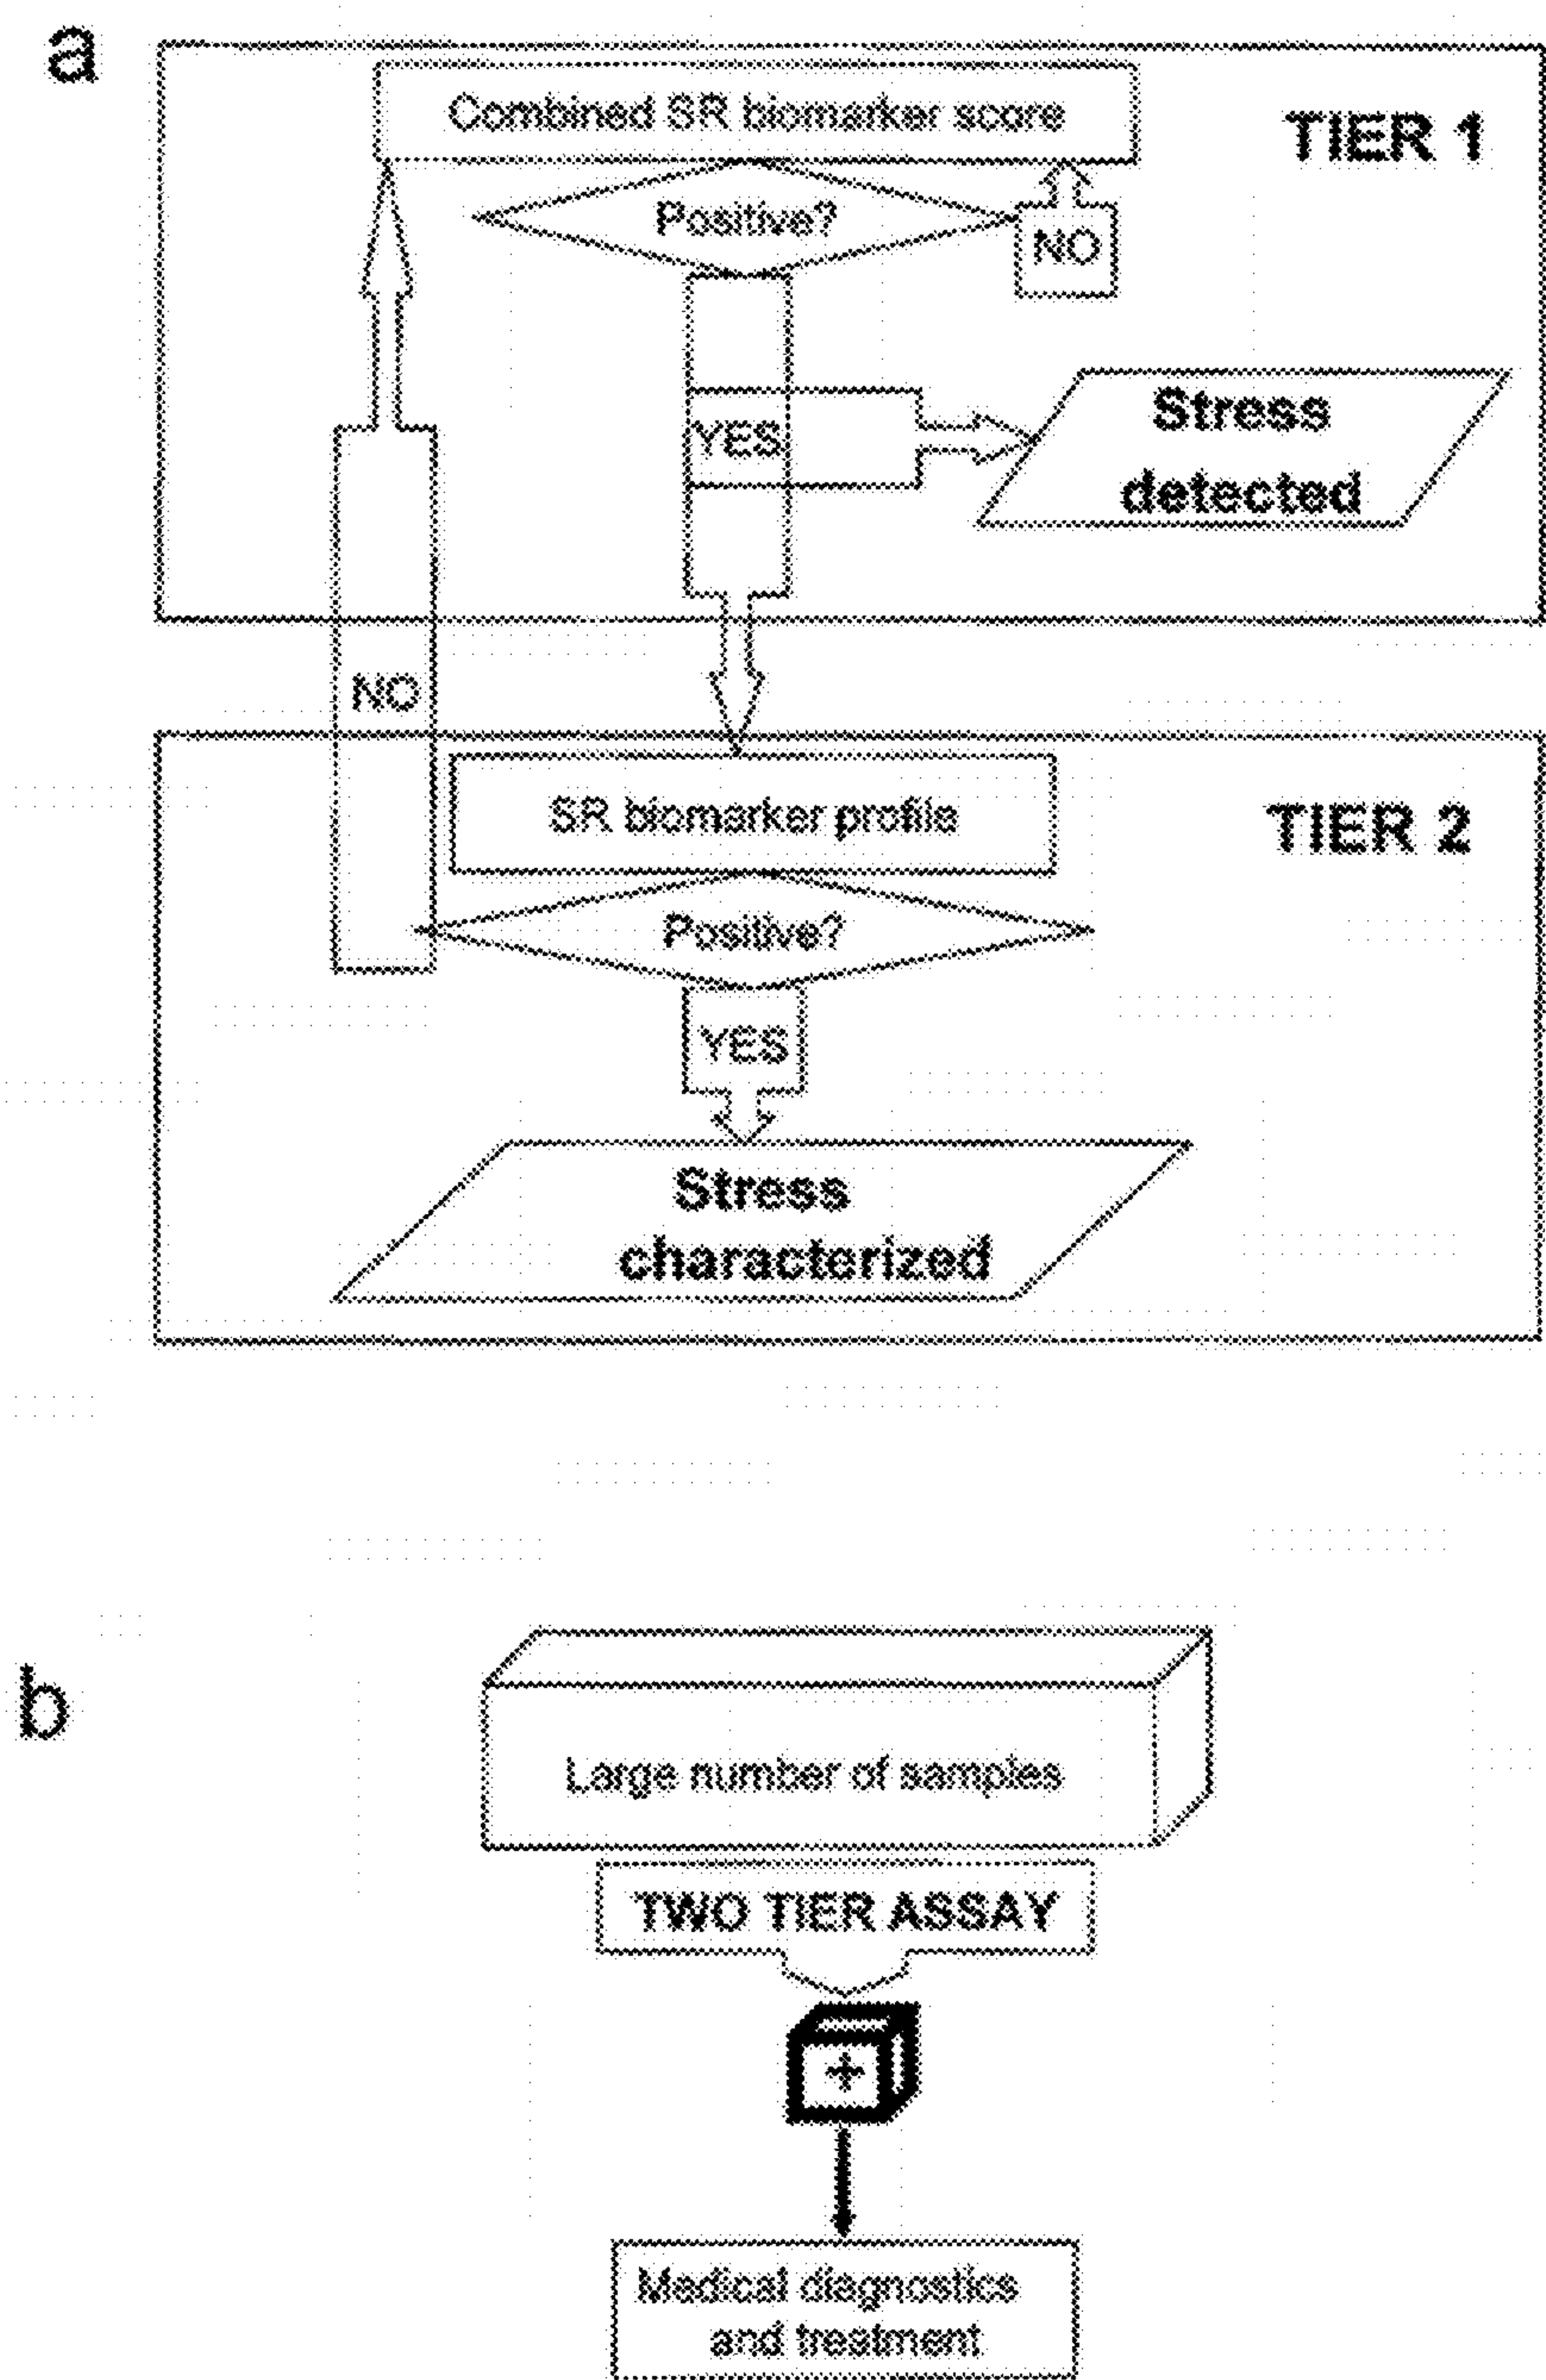 a
Combined SR biomarker score
TIER 1
Positive?
NO
YES
Stress
detected
NO
SR biomarker profile
TIER 2
Positive?
YES
Stress
characterized
b
Large number of samples
TWO TIER ASSAY
+
Medical diagnostics
and treatment